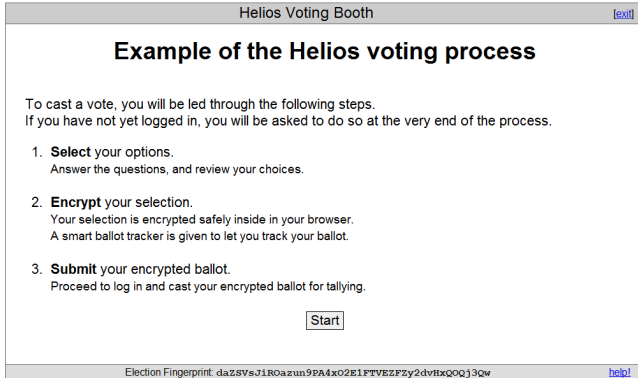 Helios Voting Booth [exit]
Example of the Helios voting process
To cast a vote, you will be led through the following steps.
If you have not yet logged in, you will be asked to do so at the very end of the process.
1. Select your options.
Answer the questions, and review your choices.
2. Encrypt your selection.
Your selection is encrypted safely inside in your browser.
A smart ballot tracker is given to let you track your ballot.
3. Submit your encrypted ballot.
Proceed to log in and cast your encrypted ballot for tallying.
Start
Election Fingerprint: daZSVsJiROazun9PA4xO2E1FTVEZFZy2dvHxQOQj3Qw help!